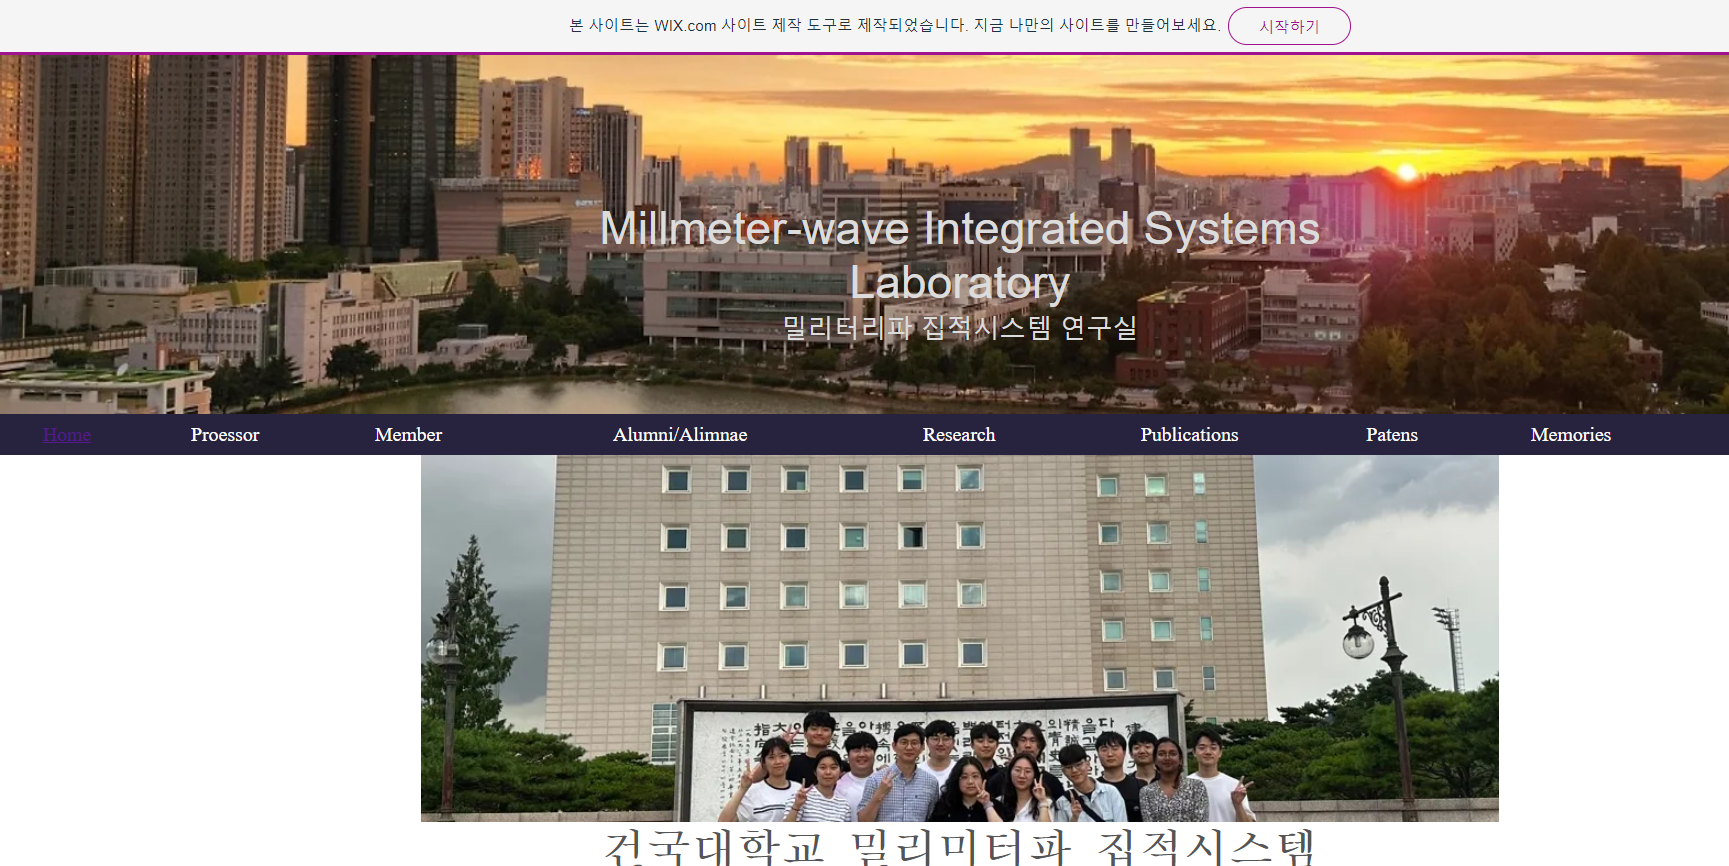 본 사이트는 WIX.com 사이트 제작 도구로 제작되었습니다. 지금 나만의 사이트를 만들어보세요. 시작하기
Millmeter-wave Integrated Systems
Laboratory
밀리터리파 집적시스템 연구실
Home Proessor Member Alumni/Alimnae Research Publications Patens Memories
건국대학교 밀리미터파 집적시스템